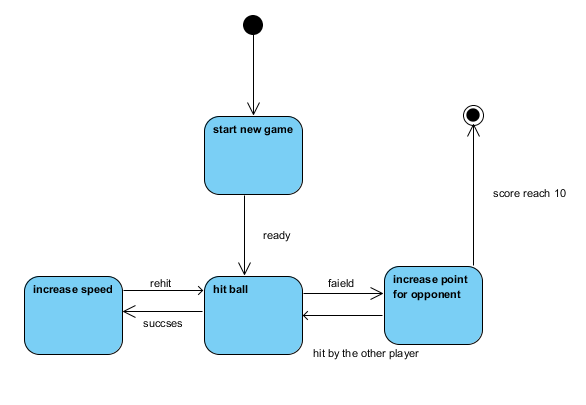 start new game
score reach 10
ready
increase speed
rehit
hit ball
faield
increase point
for opponent
succses
hit by the other player